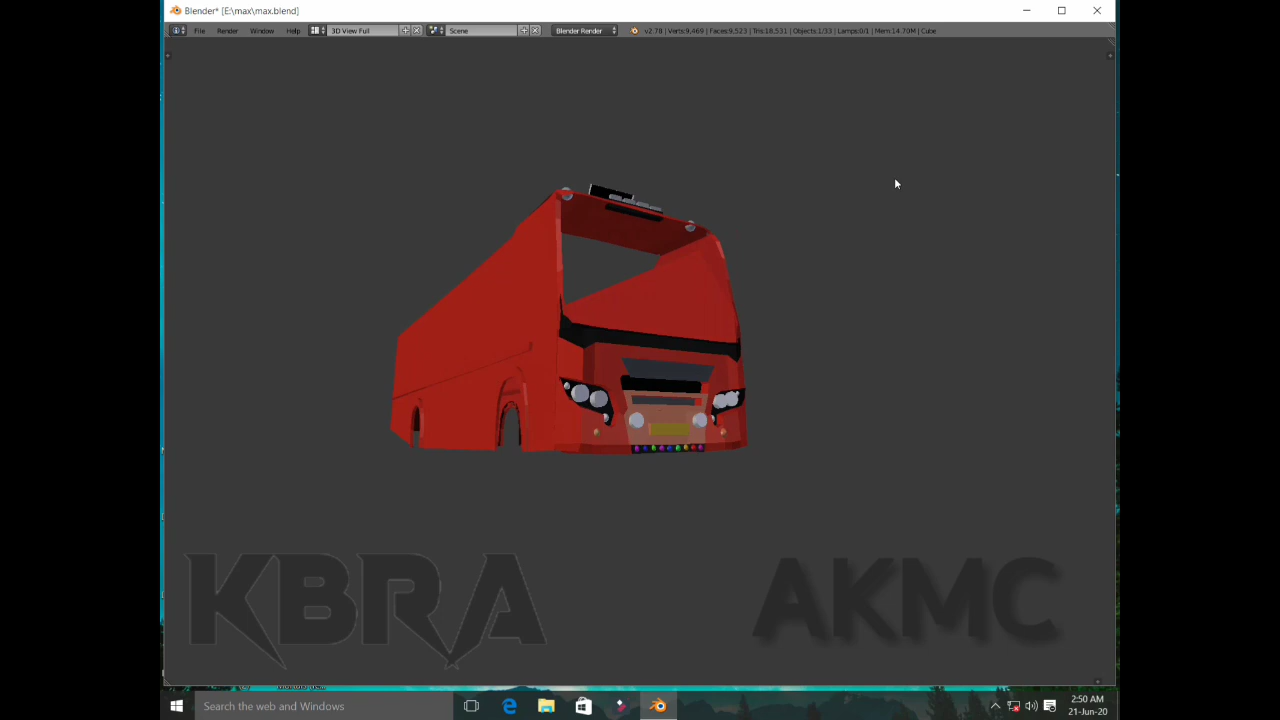 Blender* [E:\max\max.blend]
File Render Window Help 3D View Full Scene Blender Render v2.78 | Verts:9,469 | Faces:9,523 | Tris:18,531 | Objects:1/33 | Lamps:0/1 | Mem:14.70M | Cube
KBRA
AKMC
Search the web and Windows
2:50 AM
21-Jun-20